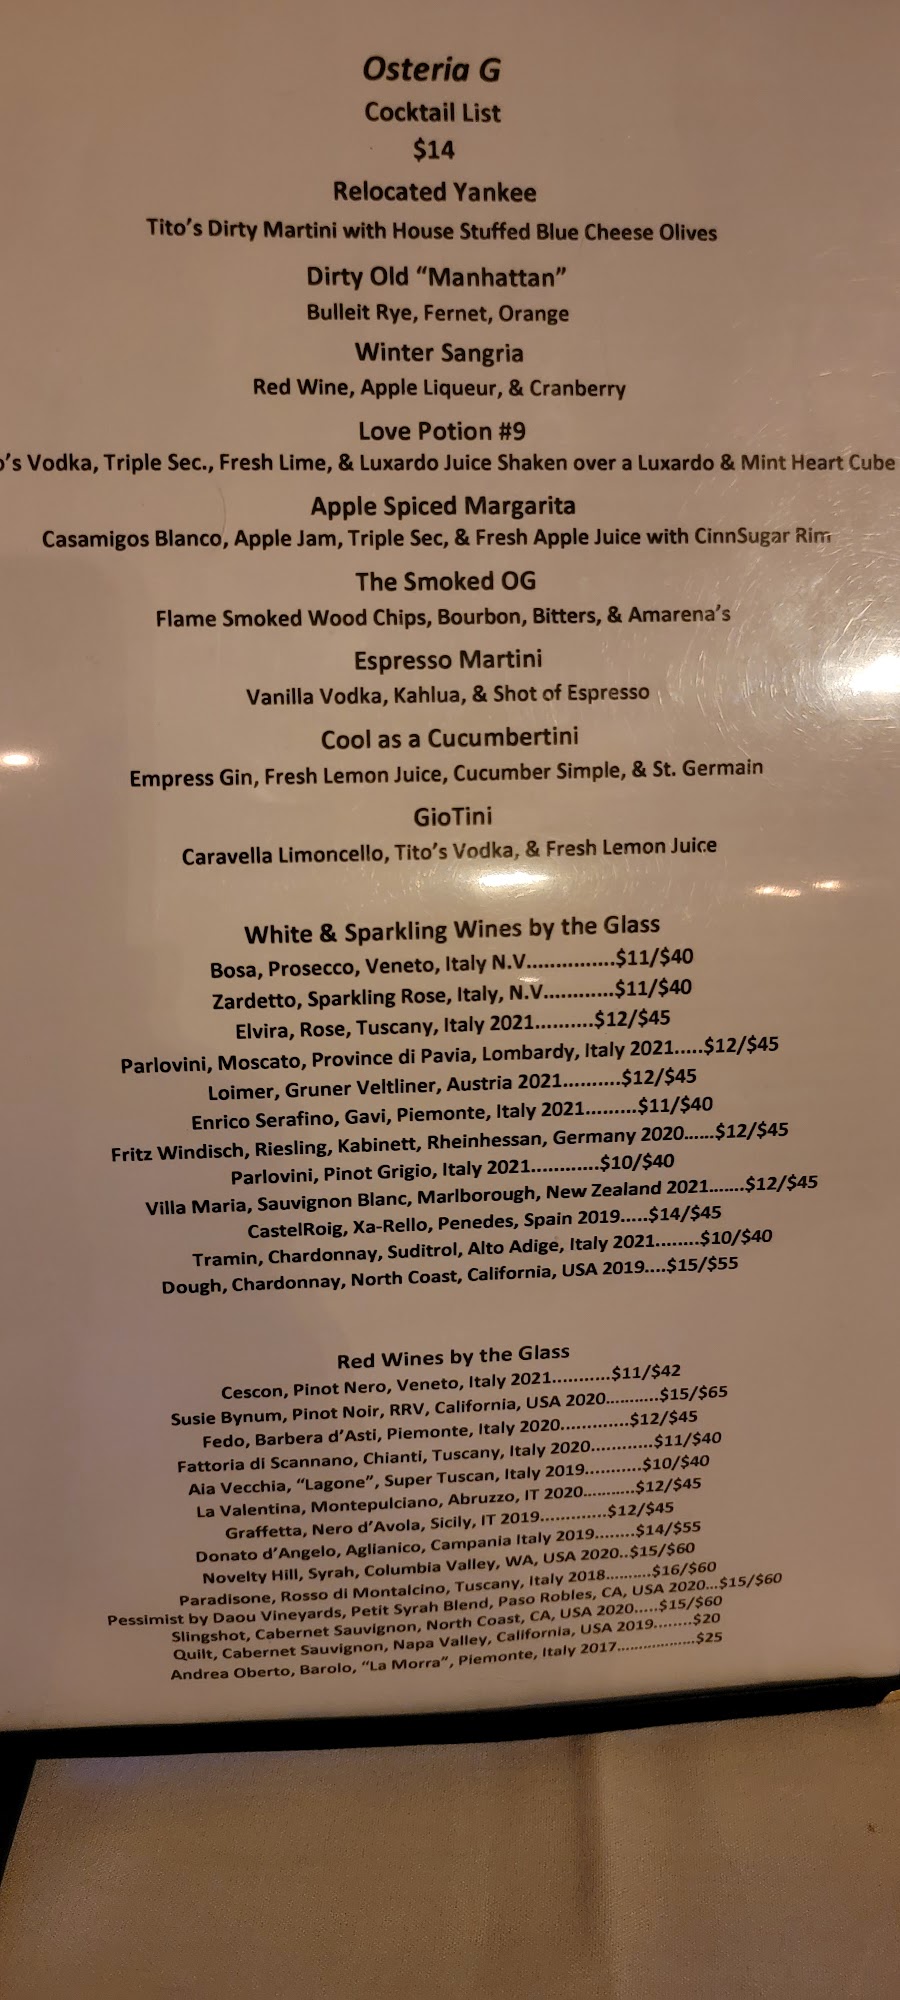 Osteria G
Cocktail List
$14
Relocated Yankee
Tito's Dirty Martini with House Stuffed Blue Cheese Olives
Dirty Old "Manhattan"
Bulleit Rye, Fernet, Orange
Winter Sangria
Red Wine, Apple Liqueur, & Cranberry
Love Potion #9
o's Vodka, Triple Sec., Fresh Lime, & Luxardo Juice Shaken over a Luxardo & Mint Heart Cube
Apple Spiced Margarita
Casamigos Blanco, Apple Jam, Triple Sec, & Fresh Apple Juice with CinnSugar Rim
The Smoked OG
Flame Smoked Wood Chips, Bourbon, Bitters, & Amarena's
Espresso Martini
Vanilla Vodka, Kahlua, & Shot of Espresso
Cool as a Cucumbertini
Empress Gin, Fresh Lemon Juice, Cucumber Simple, & St. Germain
GioTini
Caravella Limoncello, Tito's Vodka, & Fresh Lemon Juice
White & Sparkling Wines by the Glass
Bosa, Prosecco, Veneto, Italy N.V...............$11/$40
Zardetto, Sparkling Rose, Italy, N.V............$11/$40
Elvira, Rose, Tuscany, Italy 2021..........$12/$45
Parlovini, Moscato, Province di Pavia, Lombardy, Italy 2021.....$12/$45
Loimer, Gruner Veltliner, Austria 2021..........$12/$45
Enrico Serafino, Gavi, Piemonte, Italy 2021.........$11/$40
Fritz Windisch, Riesling, Kabinett, Rheinhessan, Germany 2020......$12/$45
Parlovini, Pinot Grigio, Italy 2021.............$10/$40
Villa Maria, Sauvignon Blanc, Marlborough, New Zealand 2021.......$12/$45
CastelRoig, Xa-Rello, Penedes, Spain 2019.....$14/$45
Tramin, Chardonnay, Suditrol, Alto Adige, Italy 2021........$10/$40
Dough, Chardonnay, North Coast, California, USA 2019....$15/$55
Red Wines by the Glass
Cescon, Pinot Nero, Veneto, Italy 2021...........$11/$42
Susie Bynum, Pinot Noir, RRV, California, USA 2020...........$15/$65
Fedo, Barbera d'Asti, Piemonte, Italy 2020.............$12/$45
Fattoria di Scannano, Chianti, Tuscany, Italy 2020............$11/$40
Aia Vecchia, "Lagone", Super Tuscan, Italy 2019...........$10/$40
La Valentina, Montepulciano, Abruzzo, IT 2020...........$12/$45
Graffetta, Nero d'Avola, Sicily, IT 2019.............$12/$45
Donato d'Angelo, Aglianico, Campania Italy 2019........$14/$55
Novelty Hill, Syrah, Columbia Valley, WA, USA 2020..$15/$60
Paradisone, Rosso di Montalcino, Tuscany, Italy 2018..........$16/$60
Pessimist by Daou Vineyards, Petit Syrah Blend, Paso Robles, CA, USA 2020...$15/$60
Slingshot, Cabernet Sauvignon, North Coast, CA, USA 2020.....$15/$60
Quilt, Cabernet Sauvignon, Napa Valley, California, USA 2019........$20
Andrea Oberto, Barolo, "La Morra", Piemonte, Italy 2017..................$25